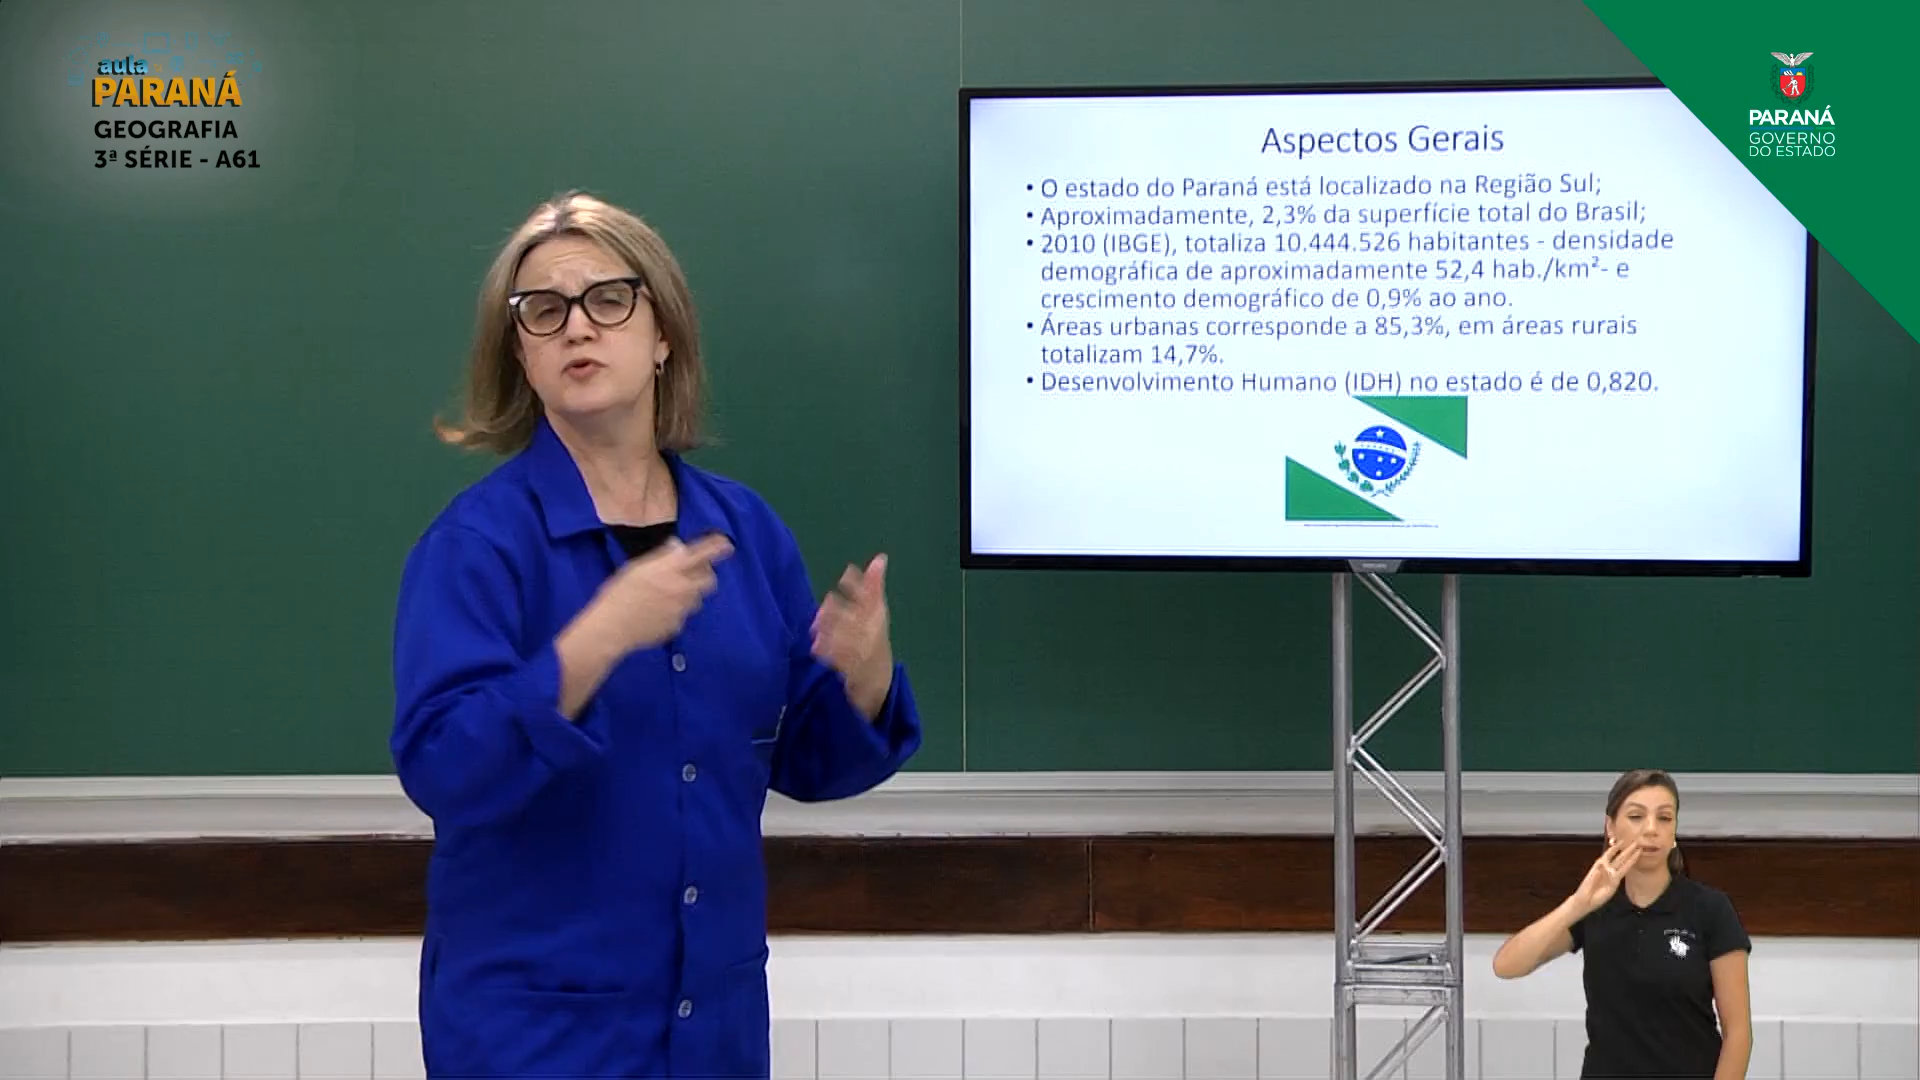 aula
PARANÁ
GEOGRAFIA
3ª SÉRIE - A61
PARANÁ
GOVERNO
DO ESTADO
Aspectos Gerais
• O estado do Paraná está localizado na Região Sul;
• Aproximadamente, 2,3% da superfície total do Brasil;
• 2010 (IBGE), totaliza 10.444.526 habitantes - densidade
demográfica de aproximadamente 52,4 hab./km²- e
crescimento demográfico de 0,9% ao ano.
• Áreas urbanas corresponde a 85,3%, em áreas rurais
totalizam 14,7%.
• Desenvolvimento Humano (IDH) no estado é de 0,820.